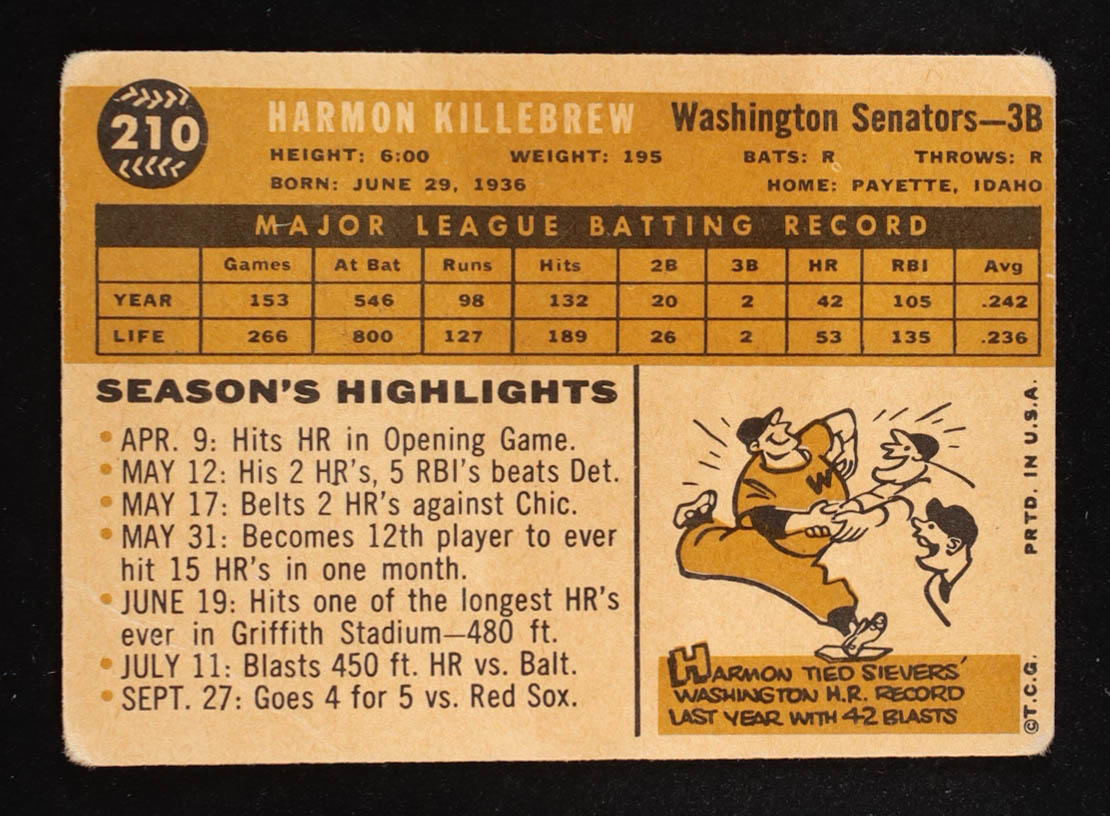 210
HARMON KILLEBREW Washington Senators—3B
HEIGHT: 6:00 WEIGHT: 195 BATS: R THROWS: R
BORN: JUNE 29, 1936 HOME: PAYETTE, IDAHO
MAJOR LEAGUE BATTING RECORD
Games At Bat Runs Hits 2B 3B HR RBI Avg
YEAR 153 546 98 132 20 2 42 105 .242
LIFE 266 800 127 189 26 2 53 135 .236
SEASON'S HIGHLIGHTS
• APR. 9: Hits HR in Opening Game.
• MAY 12: His 2 HR's, 5 RBI's beats Det.
• MAY 17: Belts 2 HR's against Chic.
• MAY 31: Becomes 12th player to ever
hit 15 HR's in one month.
• JUNE 19: Hits one of the longest HR's
ever in Griffith Stadium—480 ft.
• JULY 11: Blasts 450 ft. HR vs. Balt.
• SEPT. 27: Goes 4 for 5 vs. Red Sox.
W
HARMON TIED SIEVERS'
WASHINGTON H.R. RECORD
LAST YEAR WITH 42 BLASTS
©T.C.G. PRTD. IN U.S.A.